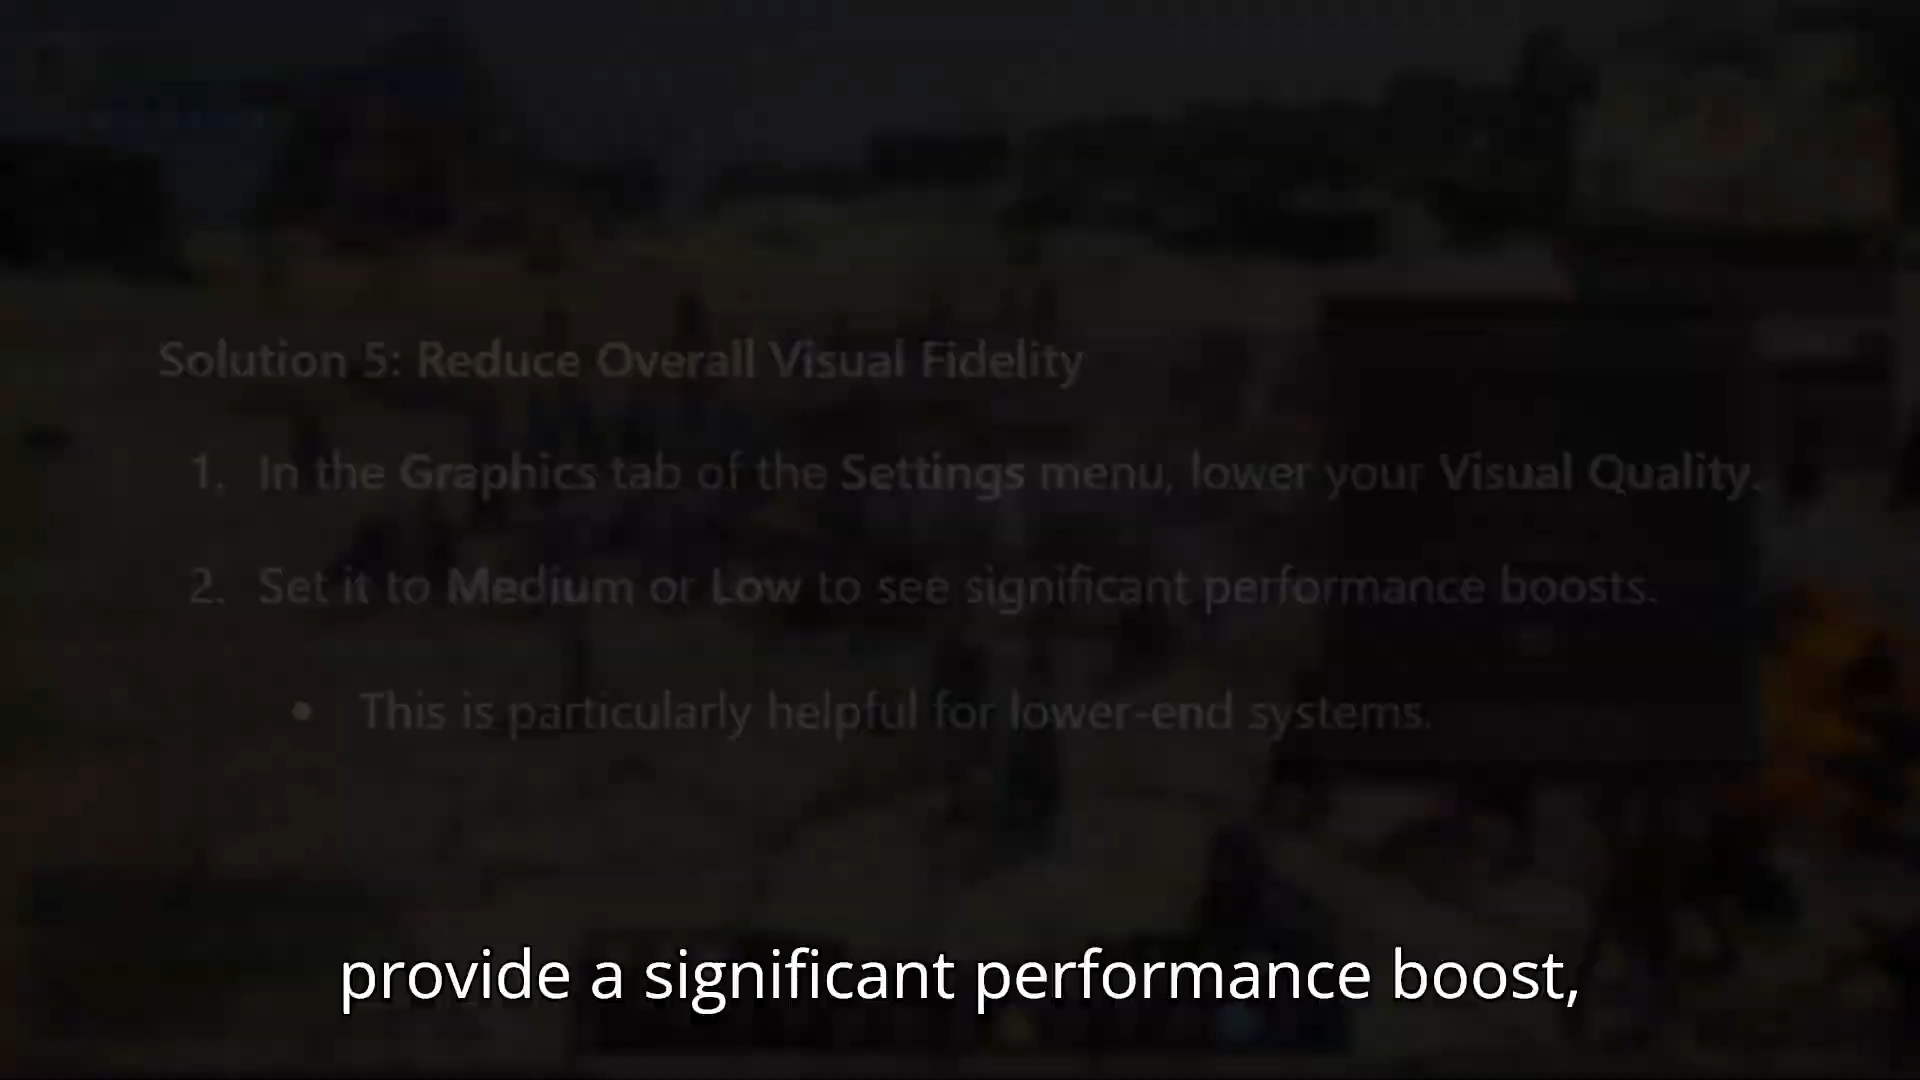 Solution 5: Reduce Overall Visual Fidelity
1. In the Graphics tab of the Settings menu, lower your Visual Quality.
2. Set it to Medium or Low to see significant performance boosts.
• This is particularly helpful for lower-end systems.
provide a significant performance boost,